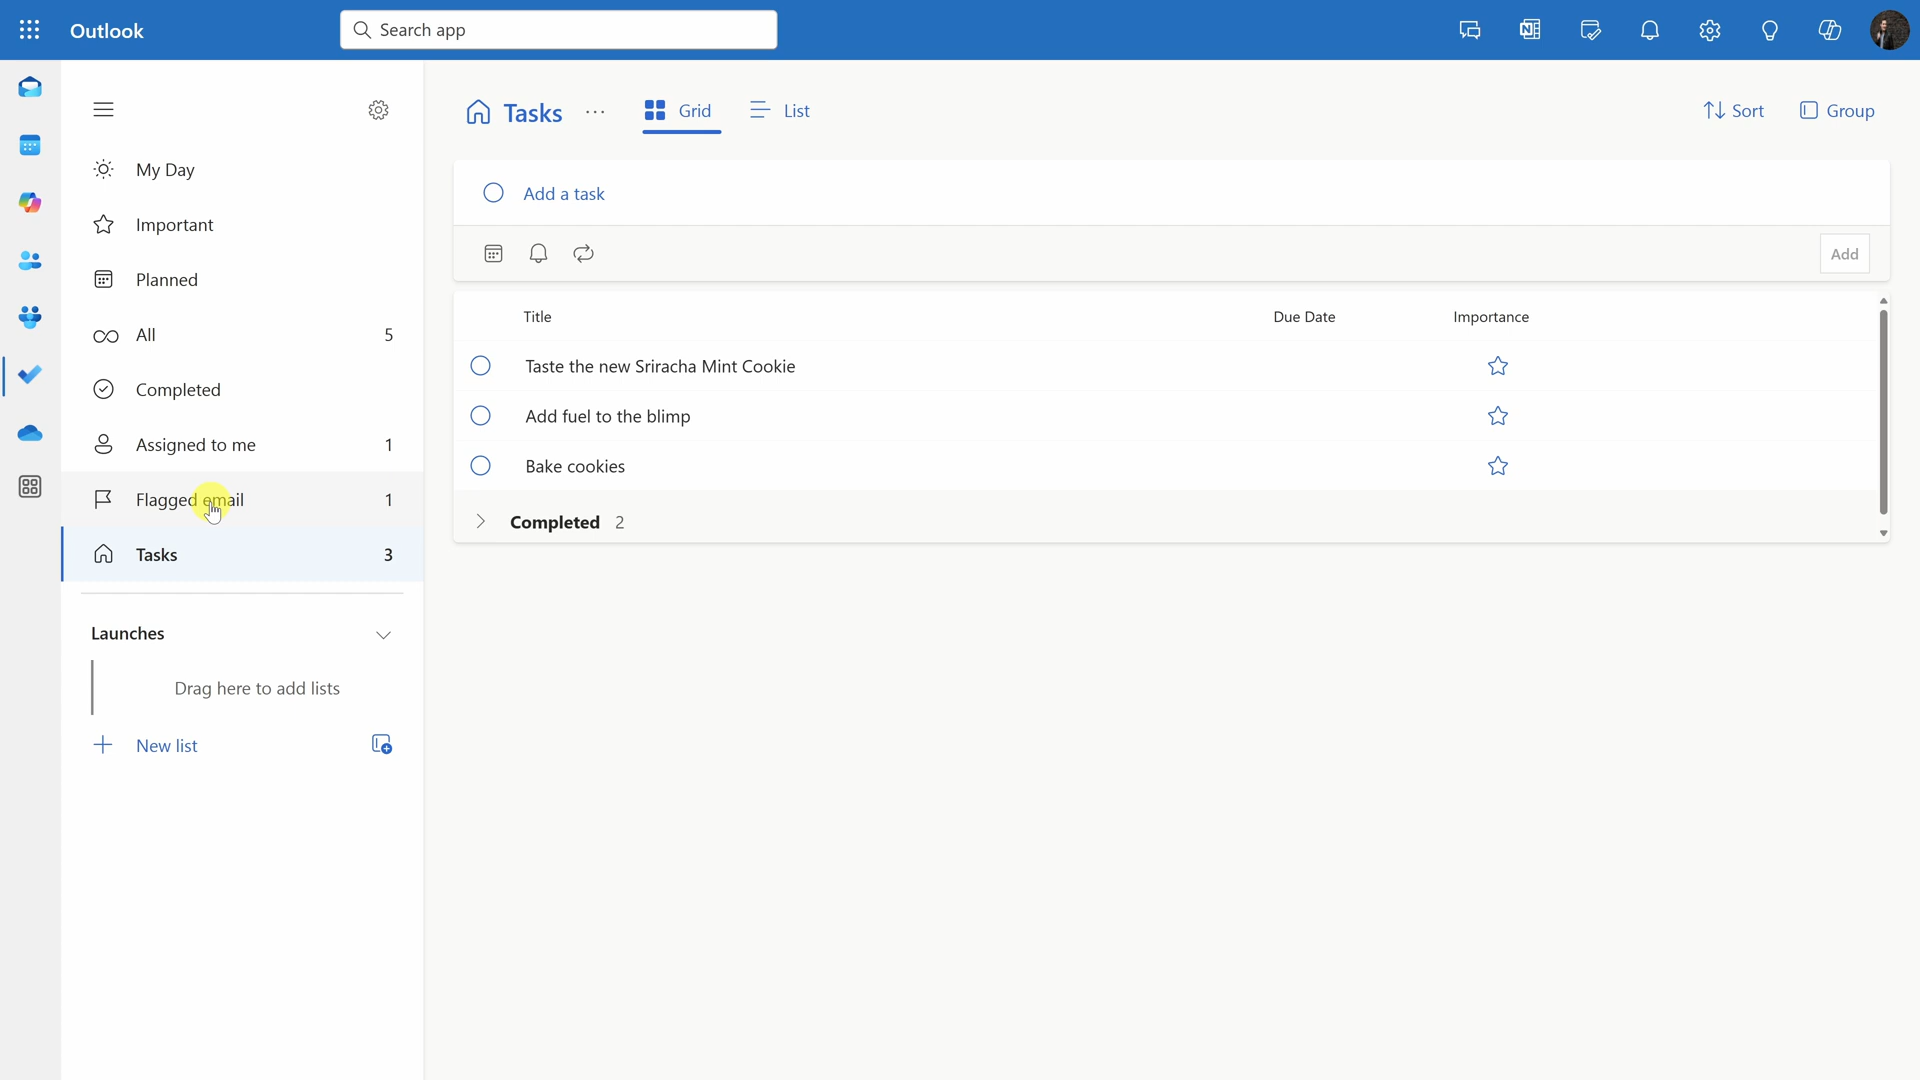 Outlook
Search app
My Day
Important
Planned
All 5
Completed
Assigned to me 1
Flagged email 1
Tasks 3
Launches
Drag here to add lists
New list
Tasks ... Grid List Sort Group
Add a task
Add
Title Due Date Importance
Taste the new Sriracha Mint Cookie
Add fuel to the blimp
Bake cookies
Completed 2